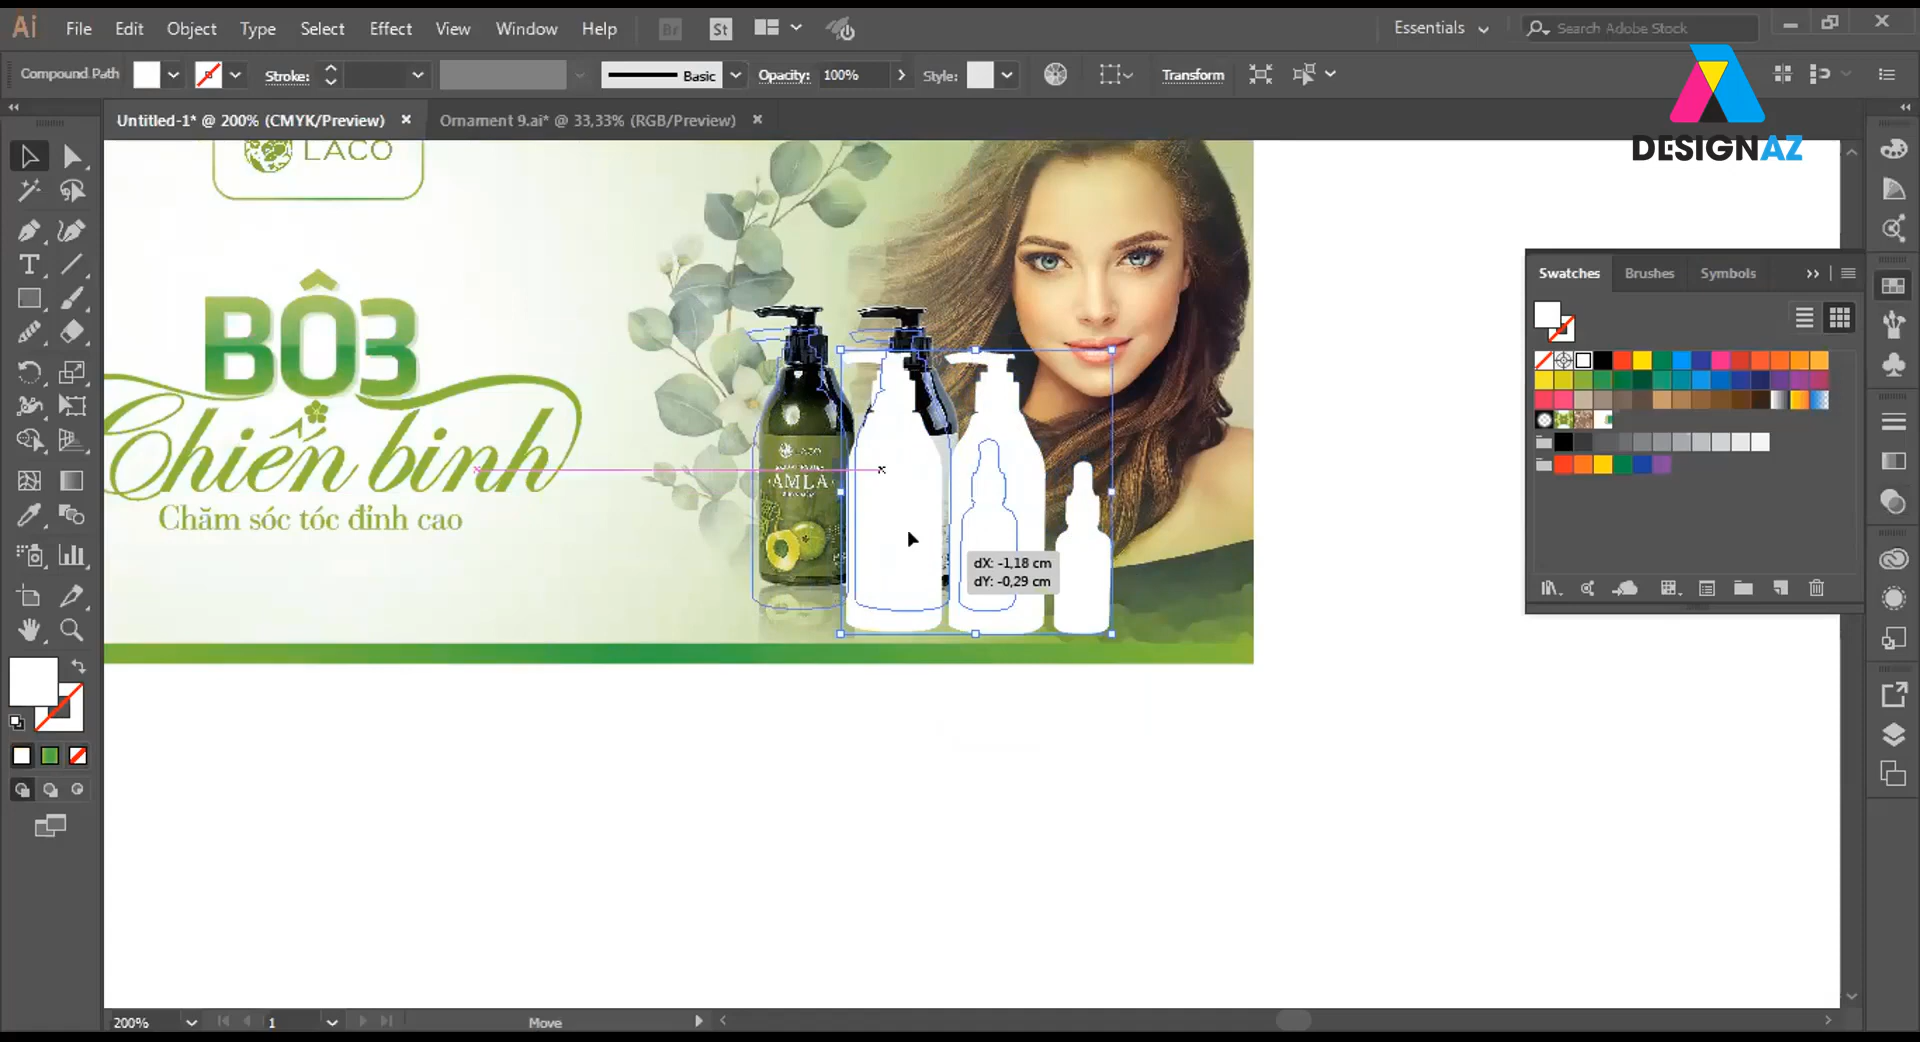 Ai File Edit Object Type Select Effect View Window Help Br St Essentials Search Adobe Stock
Compound Path Stroke: Basic Opacity: 100% Style: Transform
Untitled-1* @ 200% (CMYK/Preview) × Ornament 9.ai* @ 33,33% (RGB/Preview) ×
DESIGNAZ
LACO
BÔ3
Chiến binh
Chăm sóc tóc đỉnh cao
LACO
AMLA
dX: -1,18 cm
dY: -0,29 cm
Swatches Brushes Symbols
200% 1 Move